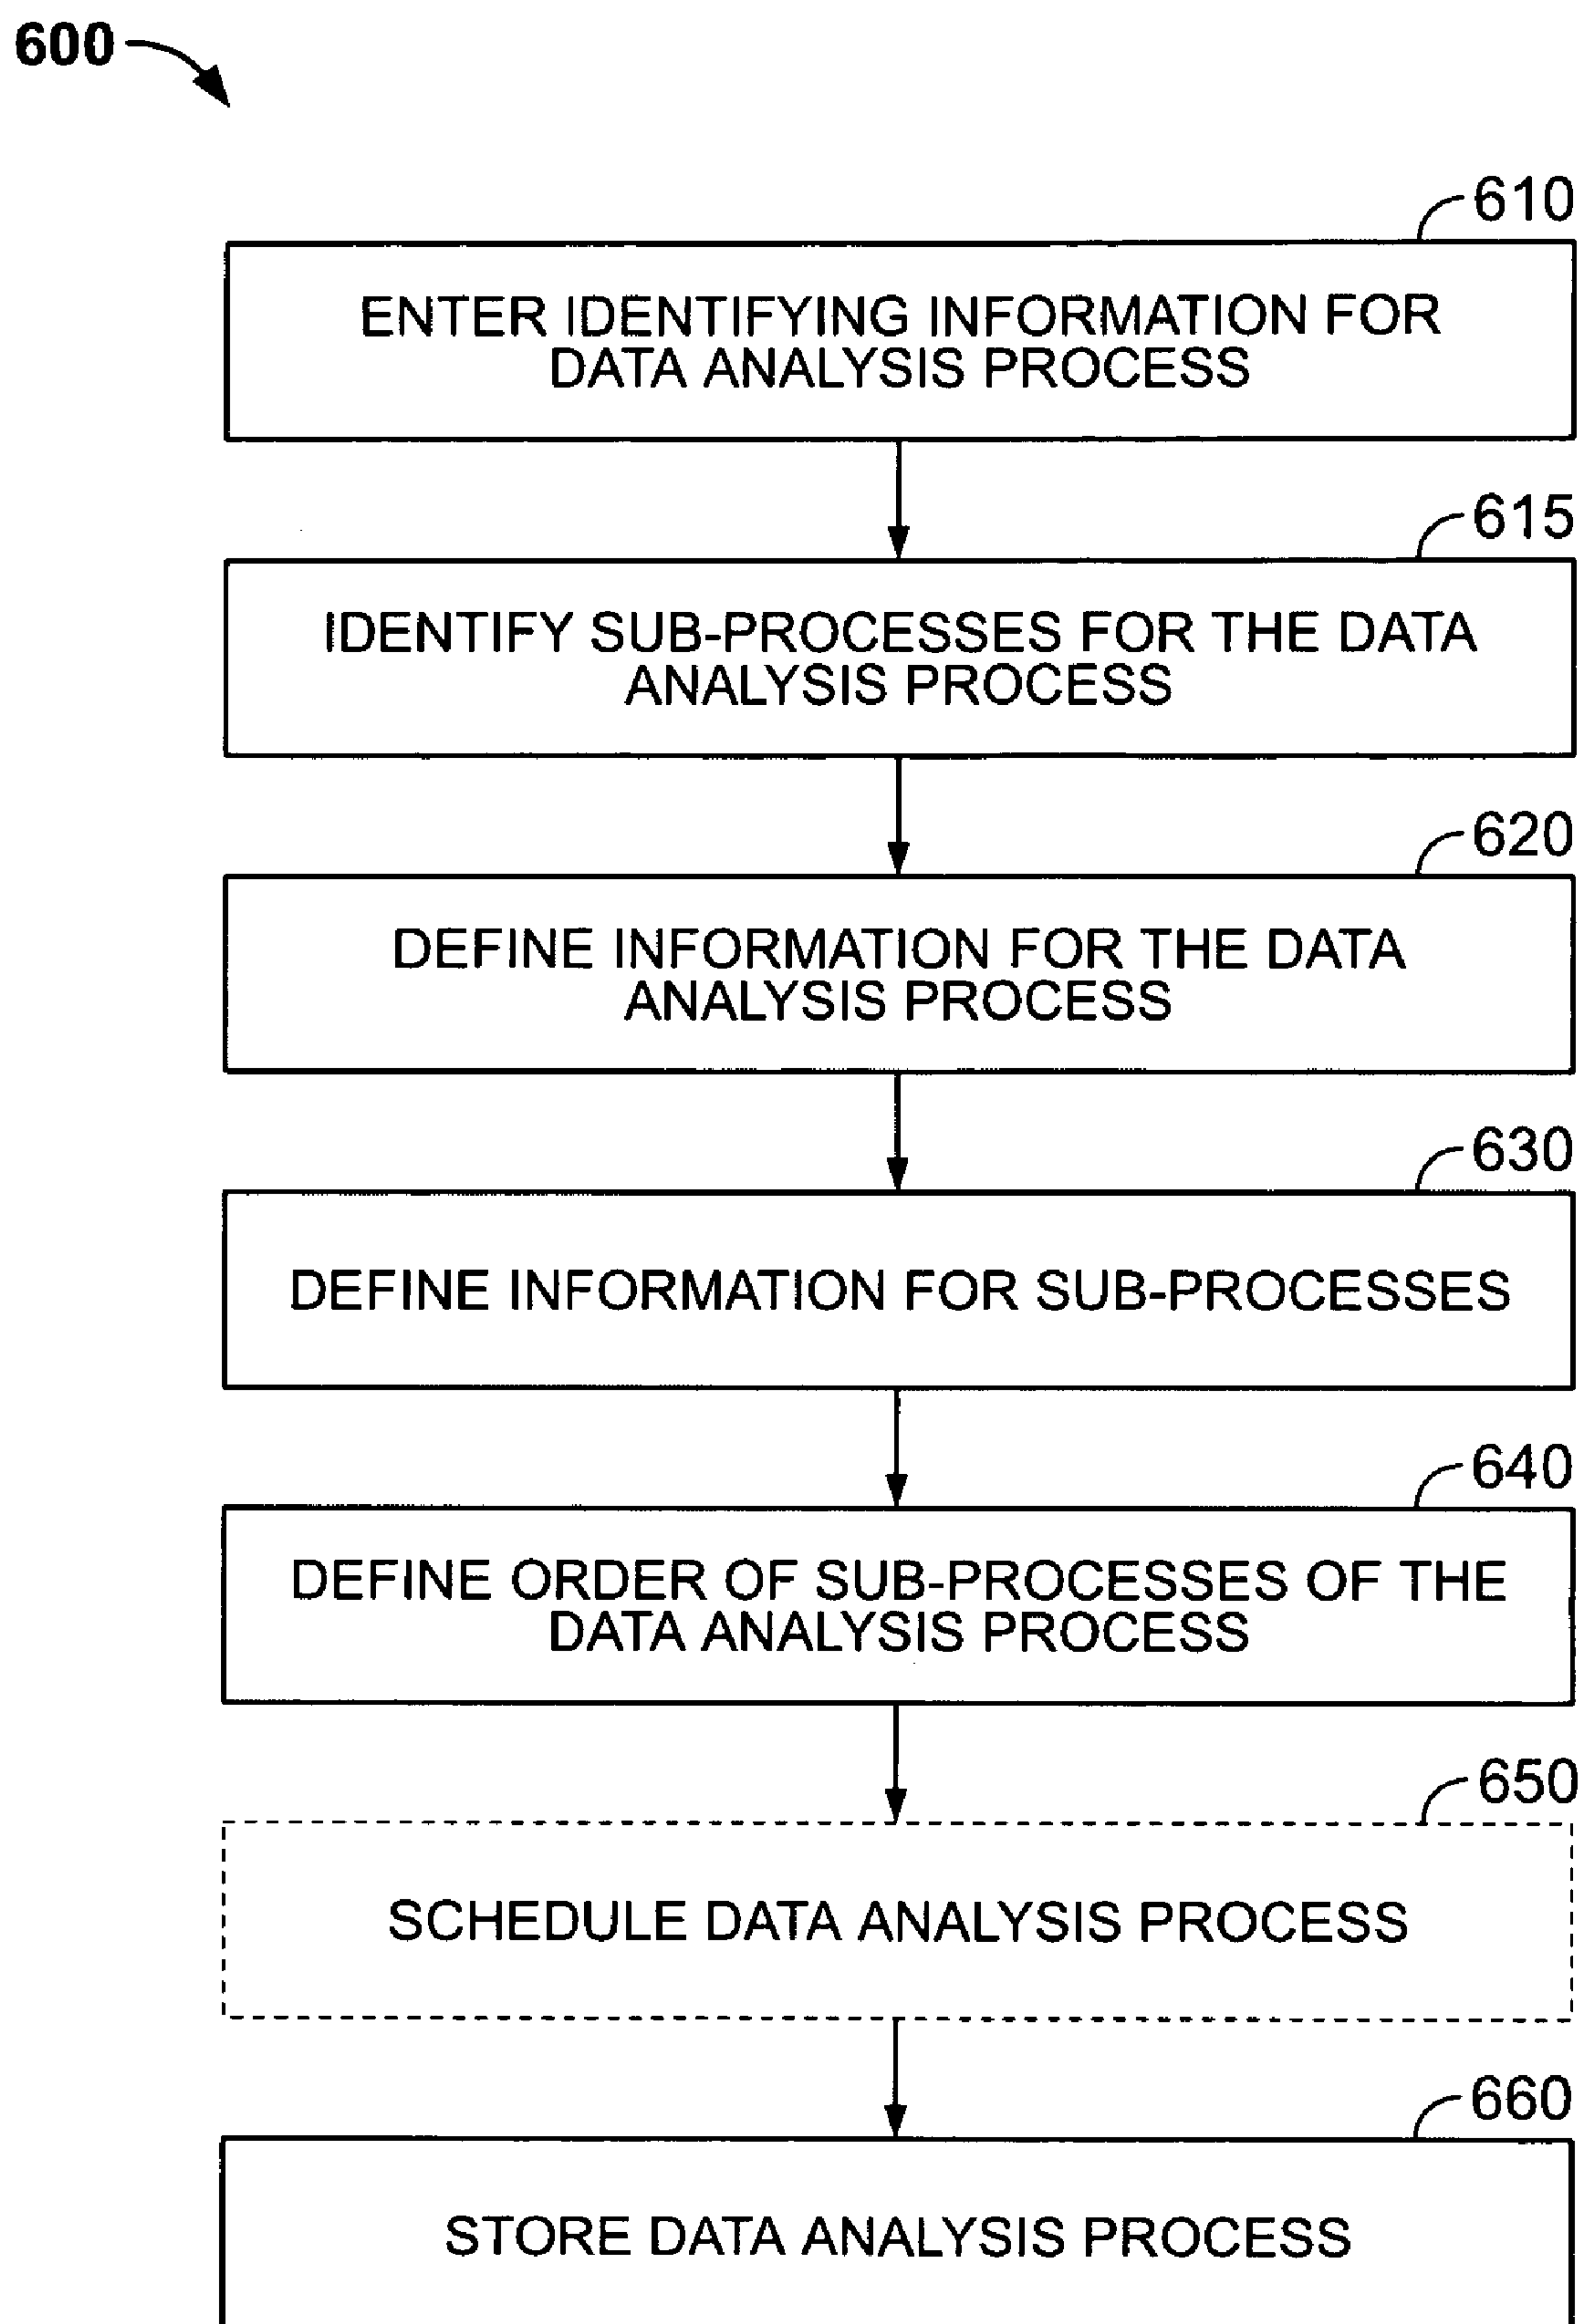 600
610
ENTER IDENTIFYING INFORMATION FOR
DATA ANALYSIS PROCESS
615
IDENTIFY SUB-PROCESSES FOR THE DATA
ANALYSIS PROCESS
620
DEFINE INFORMATION FOR THE DATA
ANALYSIS PROCESS
630
DEFINE INFORMATION FOR SUB-PROCESSES
640
DEFINE ORDER OF SUB-PROCESSES OF THE
DATA ANALYSIS PROCESS
650
SCHEDULE DATA ANALYSIS PROCESS
660
STORE DATA ANALYSIS PROCESS